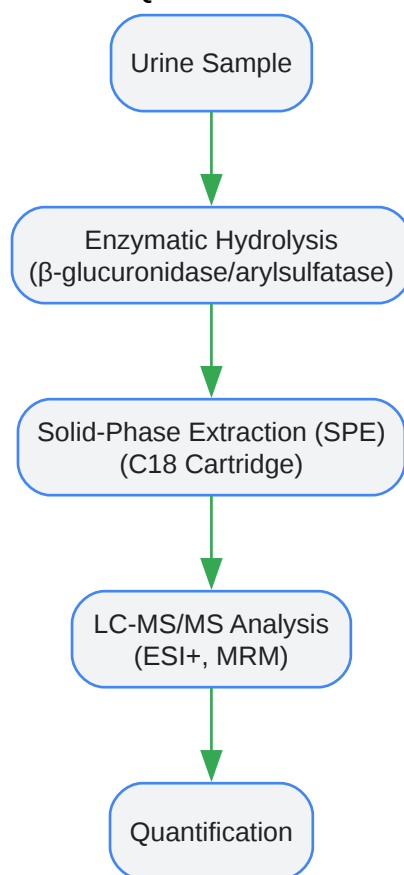 Urine Sample
Enzymatic Hydrolysis
(β-glucuronidase/arylsulfatase)
Solid-Phase Extraction (SPE)
(C18 Cartridge)
LC-MS/MS Analysis
(ESI+, MRM)
Quantification